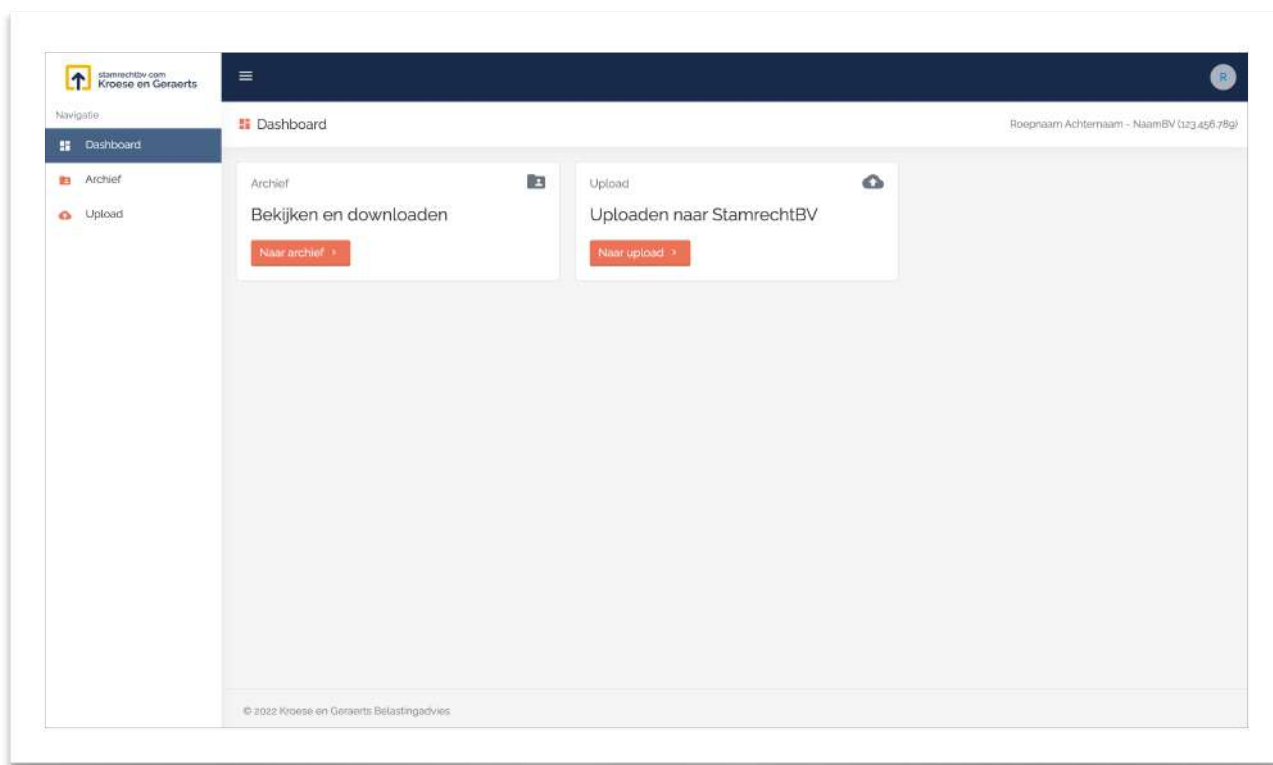 stamrechtbv.com
Kroese en Geraerts
R
Navigatie
Dashboard
Archief
Upload
Dashboard
Roepnaam Achternaam - NaamBV (123.456.789)
Archief
Bekijken en downloaden
Naar archief
Upload
Uploaden naar StamrechtBV
Naar upload
© 2022 Kroese en Geraerts Belastingadvies